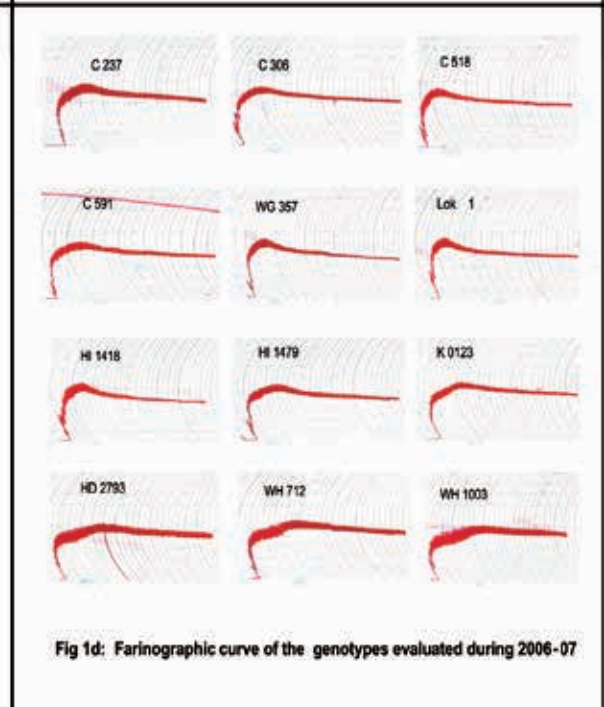 C 237 C 306 C 518
C 591 WG 357 Lok 1
HI 1418 HI 1479 K 0123
HD 2793 WH 712 WH 1003
Fig 1d: Farinographic curve of the genotypes evaluated during 2006-07